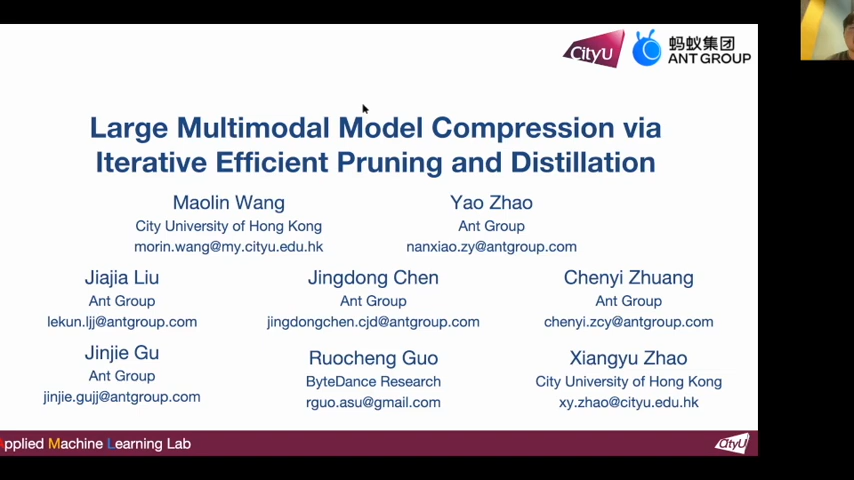 CityU
蚂蚁集团
ANT GROUP
Large Multimodal Model Compression via
Iterative Efficient Pruning and Distillation
Maolin Wang
City University of Hong Kong
morin.wang@my.cityu.edu.hk
Yao Zhao
Ant Group
nanxiao.zy@antgroup.com
Jiajia Liu
Ant Group
lekun.ljj@antgroup.com
Jingdong Chen
Ant Group
jingdongchen.cjd@antgroup.com
Chenyi Zhuang
Ant Group
chenyi.zcy@antgroup.com
Jinjie Gu
Ant Group
jinjie.gujj@antgroup.com
Ruocheng Guo
ByteDance Research
rguo.asu@gmail.com
Xiangyu Zhao
City University of Hong Kong
xy.zhao@cityu.edu.hk
Applied Machine Learning Lab
CityU